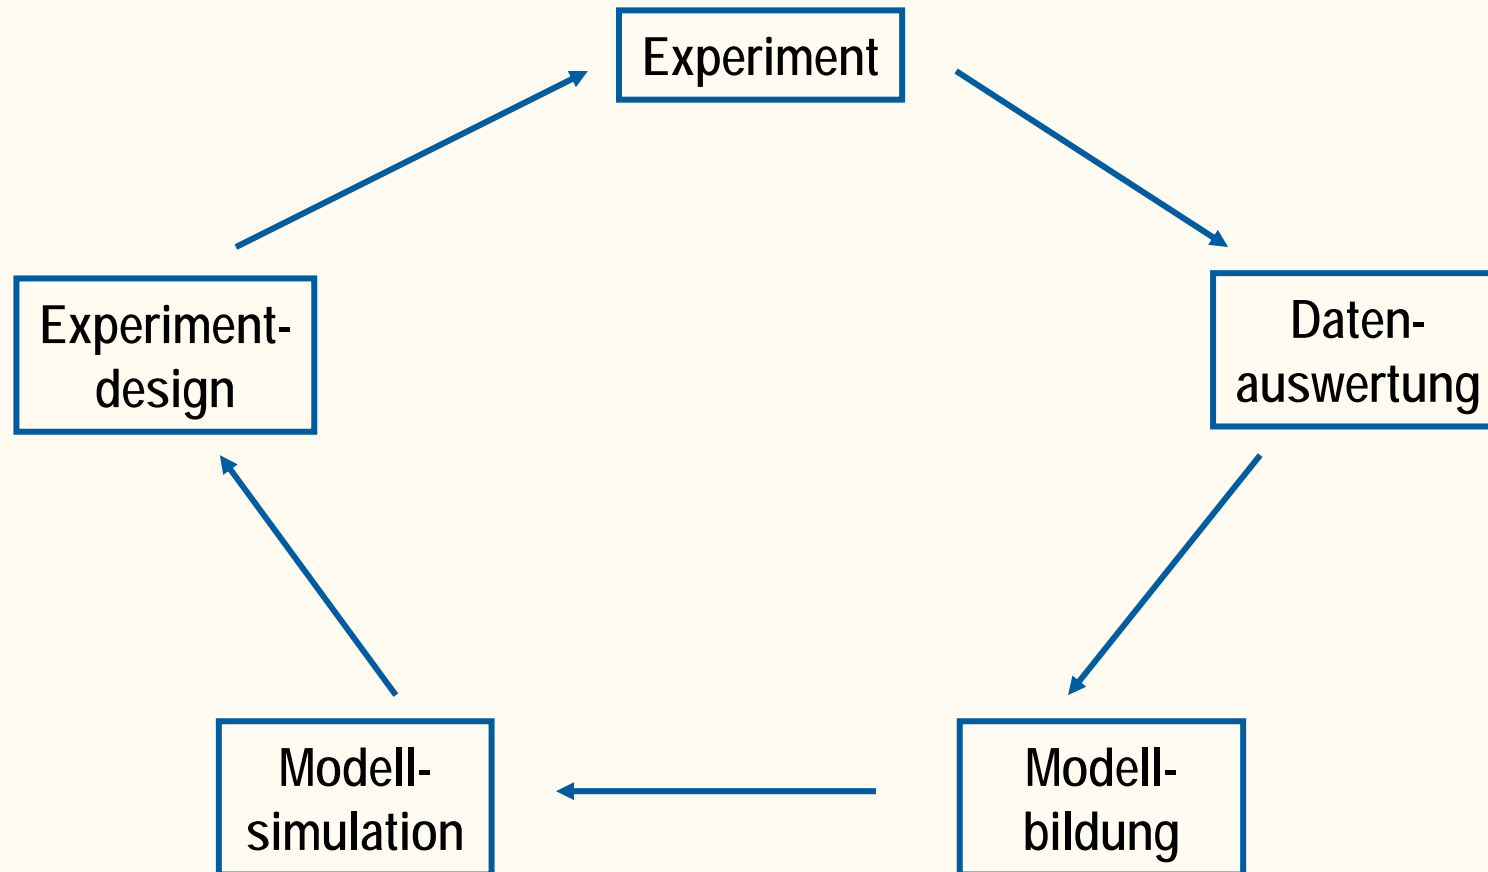 Experiment
Experiment-
design
Daten-
auswertung
Modell-
simulation
Modell-
bildung